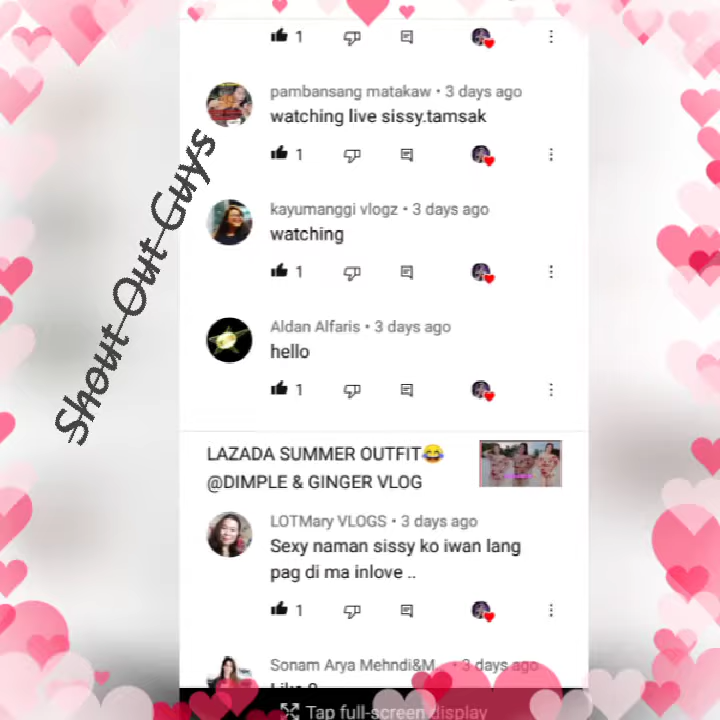 1
pambansang matakaw • 3 days ago
watching live sissy.tamsak
1
Shout Out Guys
kayumanggi vlogz • 3 days ago
watching
1
Aldan Alfaris • 3 days ago
hello
1
LAZADA SUMMER OUTFIT😂
@DIMPLE & GINGER VLOG
LOTMary VLOGS • 3 days ago
Sexy naman sissy ko iwan lang
pag di ma inlove ..
1
Sonam Arya Mehndi&M... • 3 days ago
Tap full-screen display